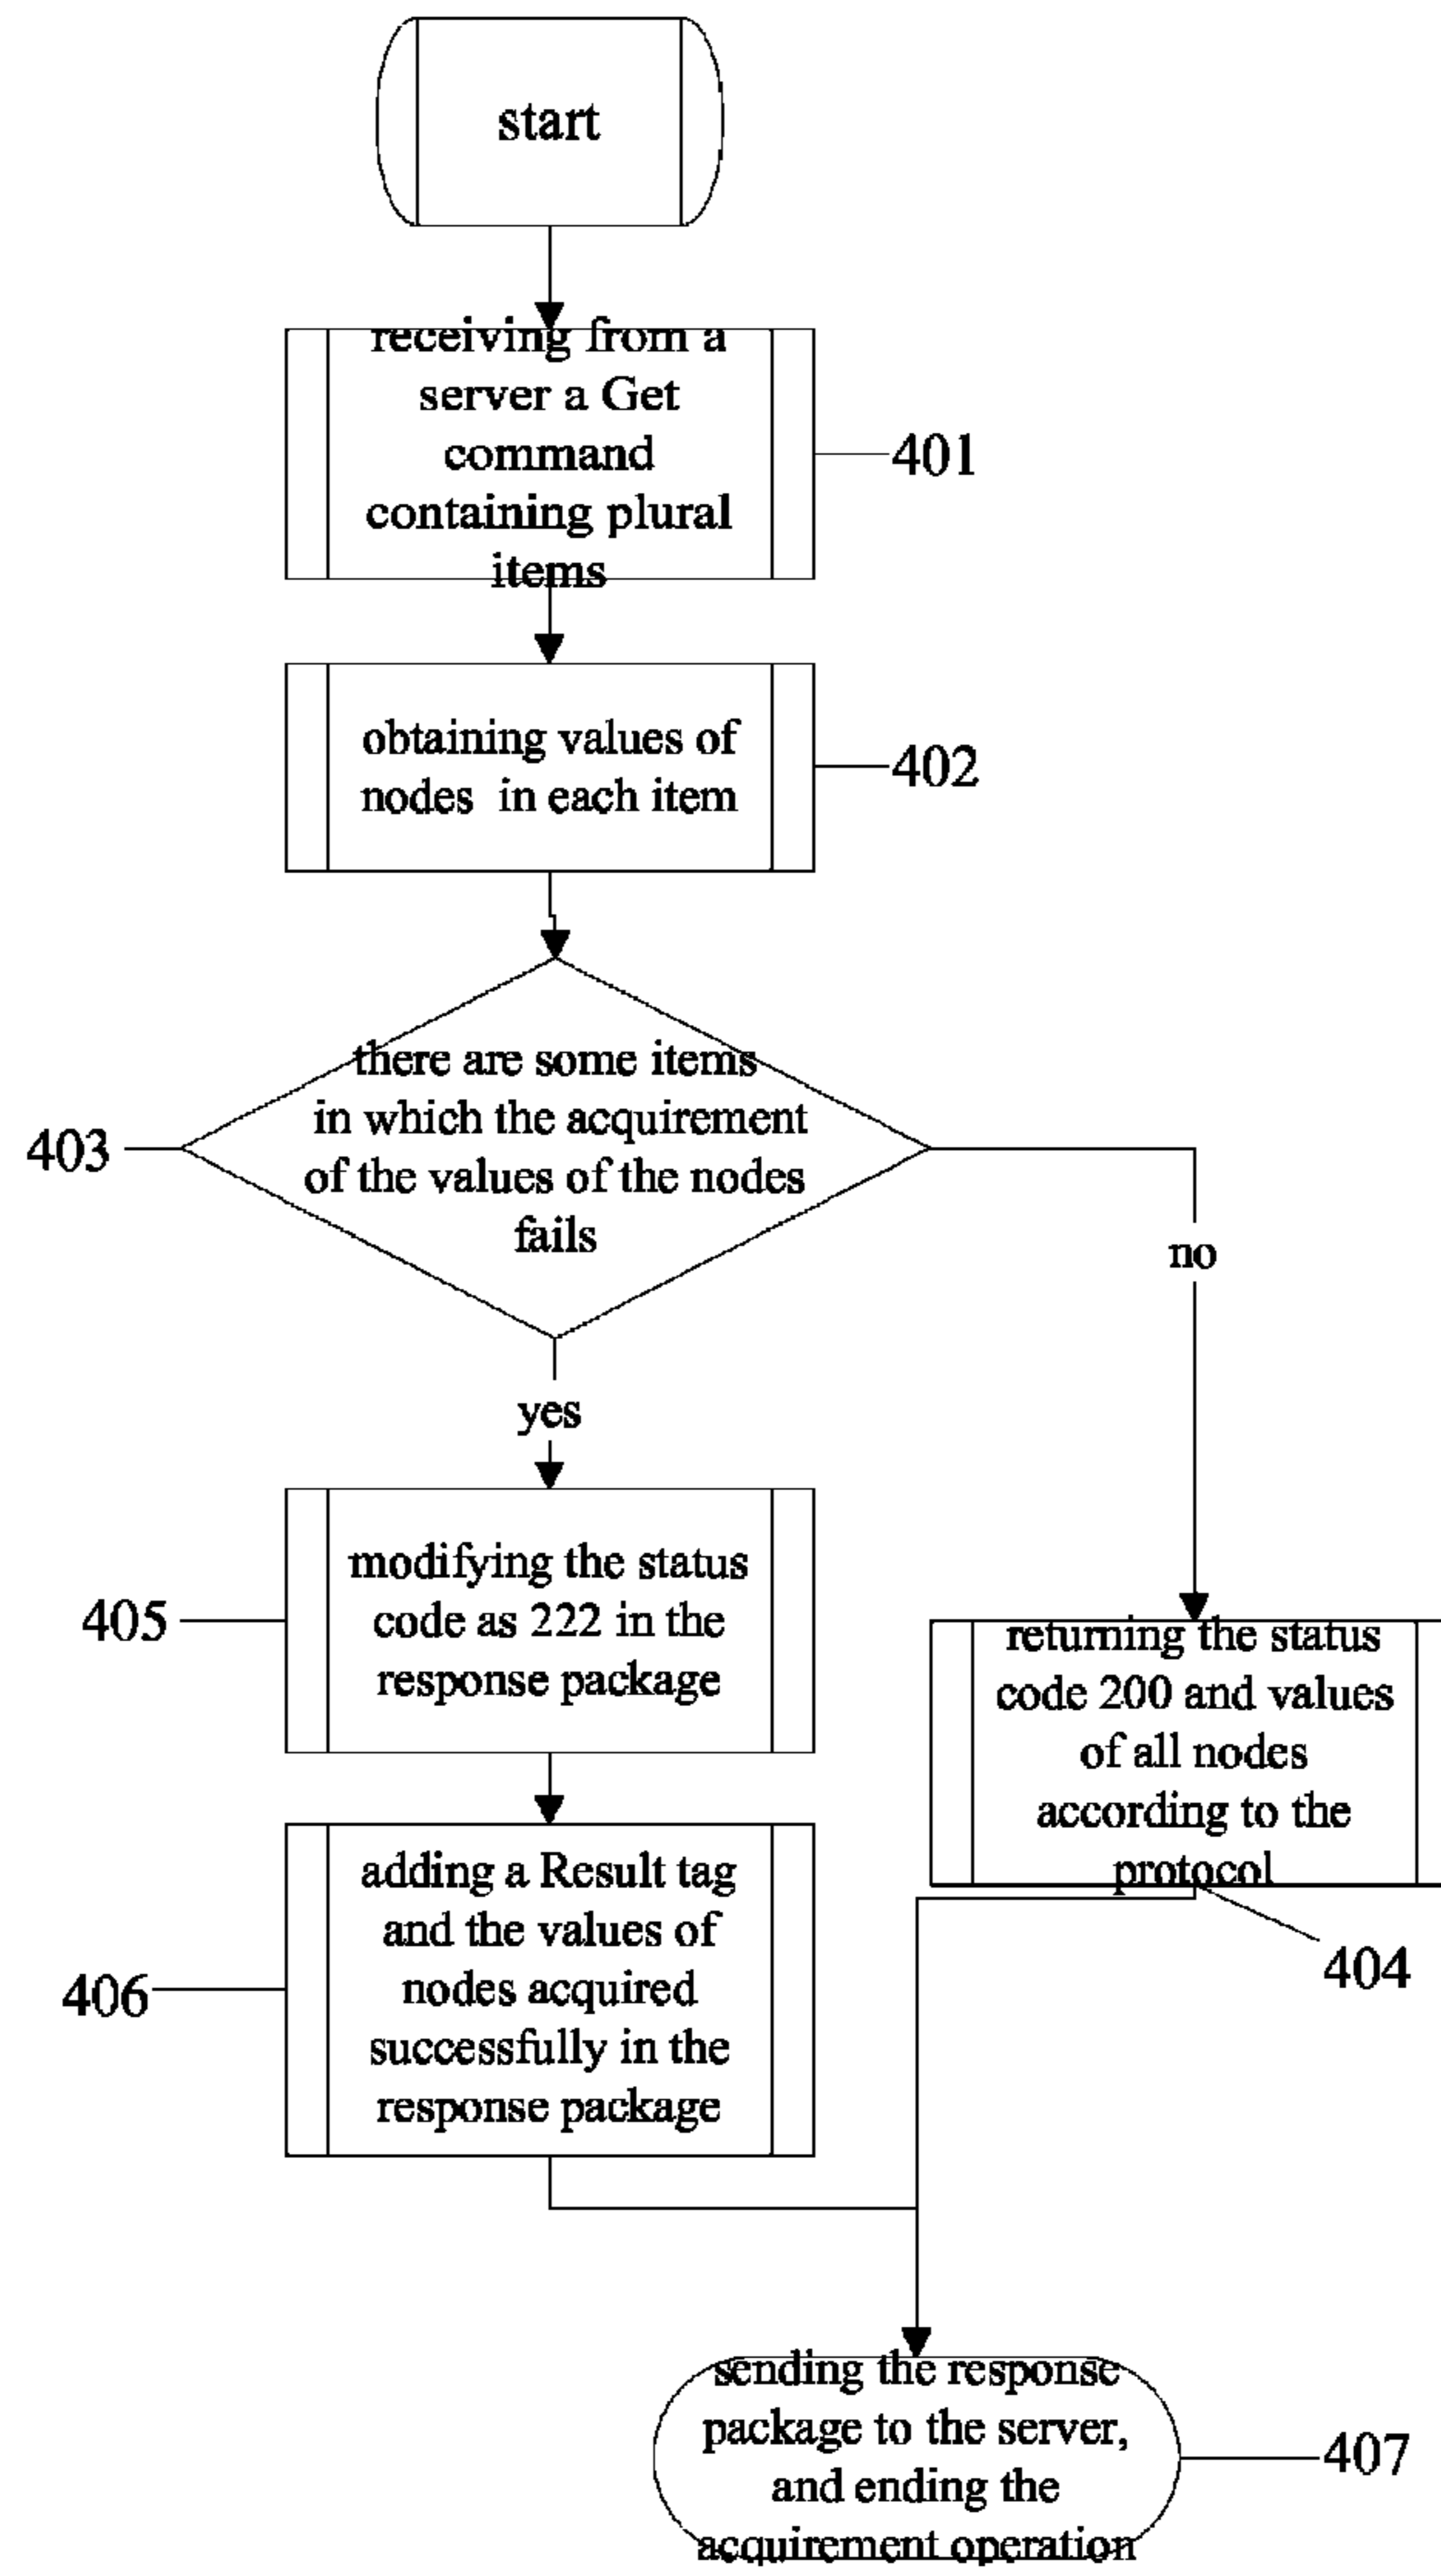 start
receiving from a
server a Get
command
containing plural
items
401
obtaining values of
nodes in each item
402
there are some items
in which the acquirement
of the values of the nodes
fails
403
no
yes
modifying the status
code as 222 in the
response package
405
returning the status
code 200 and values
of all nodes
according to the
protocol
404
adding a Result tag
and the values of
nodes acquired
successfully in the
response package
406
sending the response
package to the server,
and ending the
acquirement operation
407